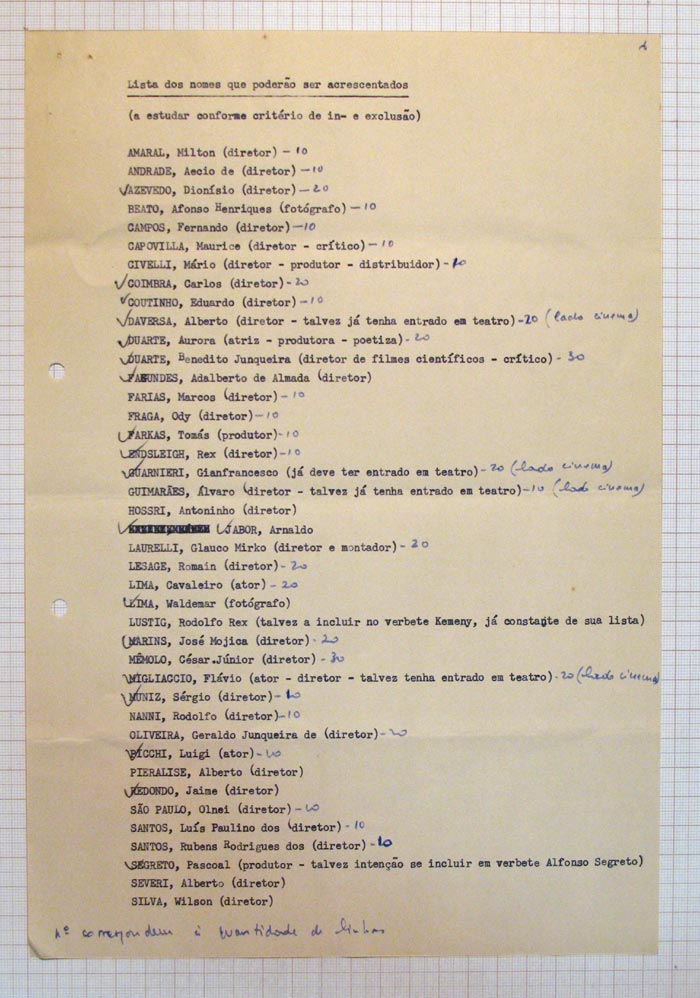 Lista dos nomes que poderão ser acrescentados
(a estudar conforme critério de in- e exclusão)
AMARAL, Milton (diretor) - 10
ANDRADE, Aecio de (diretor) - 10
AZEVEDO, Dionísio (diretor) - 20
BEATO, Afonso Henriques (fotógrafo) - 10
CAMPOS, Fernando (diretor) - 10
CAPOVILLA, Maurice (diretor - crítico) - 10
CIVELLI, Mário (diretor - produtor - distribuidor) - 10
COIMBRA, Carlos (diretor) - 20
COUTINHO, Eduardo (diretor) - 10
DAVERSA, Alberto (diretor - talvez já tenha entrado em teatro) - 20 (lado cinema)
DUARTE, Aurora (atriz - produtora - poetiza) - 20
DUARTE, Benedito Junqueira (diretor de filmes científicos - crítico) - 30
FAGUNDES, Adalberto de Almada (diretor)
FARIAS, Marcos (diretor) - 10
FRAGA, Ody (diretor) - 10
FARKAS, Tomás (produtor) - 10
ENDSLEIGH, Rex (diretor) - 10
GUARNIERI, Gianfrancesco (já deve ter entrado em teatro) - 20 (lado cinema)
GUIMARÃES, Álvaro (diretor - talvez já tenha entrado em teatro) - 10 (lado cinema)
HOSSRI, Antoninho (diretor)
JABOR, Arnaldo
LAURELLI, Glauco Mirko (diretor e montador) - 20
LESAGE, Romain (diretor) - 20
LIMA, Cavaleiro (ator) - 20
LIMA, Waldemar (fotógrafo)
LUSTIG, Rodolfo Rex (talvez a incluir no verbete Kemeny, já constante de sua lista)
MARINS, José Mojica (diretor) - 20
MÊMOLO, César.Júnior (diretor) - 30
MIGLIACCIO, Flávio (ator - diretor - talvez tenha entrado em teatro) - 20 (lado cinema)
MUNIZ, Sérgio (diretor) - 10
NANNI, Rodolfo (diretor) - 10
OLIVEIRA, Geraldo Junqueira de (diretor) - 20
PICCHI, Luigi (ator) - 20
PIERALISE, Alberto (diretor)
REDONDO, Jaime (diretor)
SÃO PAULO, Olnei (diretor) - 20
SANTOS, Luís Paulino dos (diretor) - 10
SANTOS, Rubens Rodrigues dos (diretor) - 10
SEGRETO, Pascoal (produtor - talvez intenção se incluir em verbete Alfonso Segreto)
SEVERI, Alberto (diretor)
SILVA, Wilson (diretor)
nº correspondem à quantidade de linhas